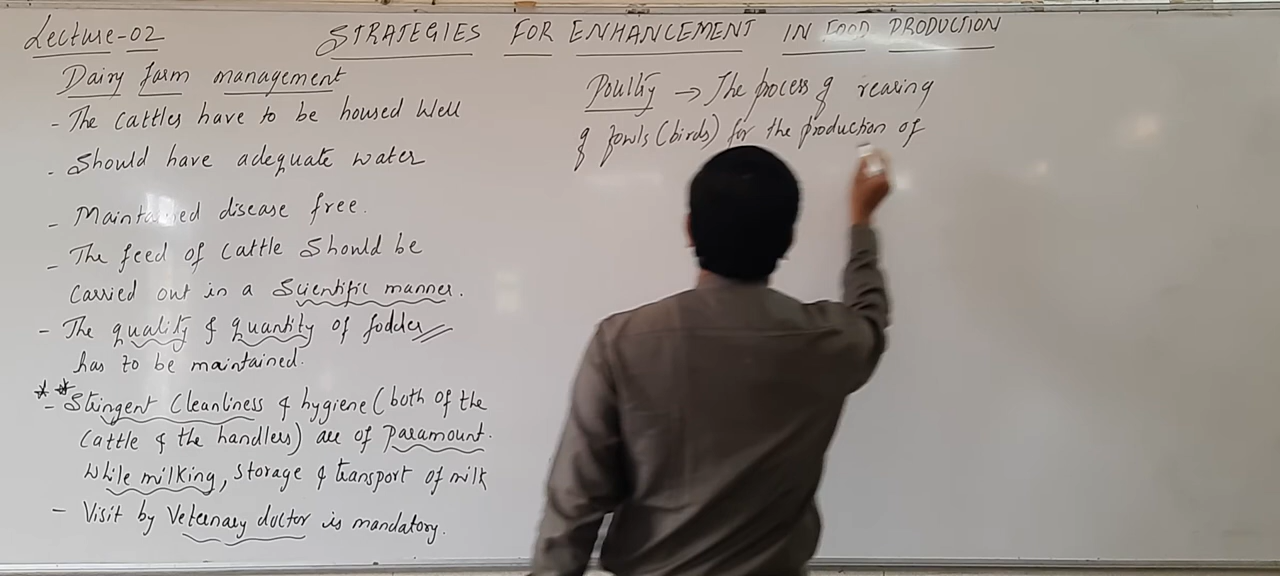 Lecture-02
STRATEGIES FOR ENHANCEMENT IN FOOD PRODUCTION
Dairy farm management
- The cattles have to be housed well
- Should have adequate water
- Maintained disease free.
- The feed of cattle should be
carried out in a scientific manner.
- The quality & quantity of fodder
has to be maintained.
** - Stringent cleanliness & hygiene (both of the
cattle & the handlers) are of paramount.
while milking, storage & transport of milk
- Visit by Veternary doctor is mandatory.
Poultry → The process of rearing
of fowls (birds) for the production of